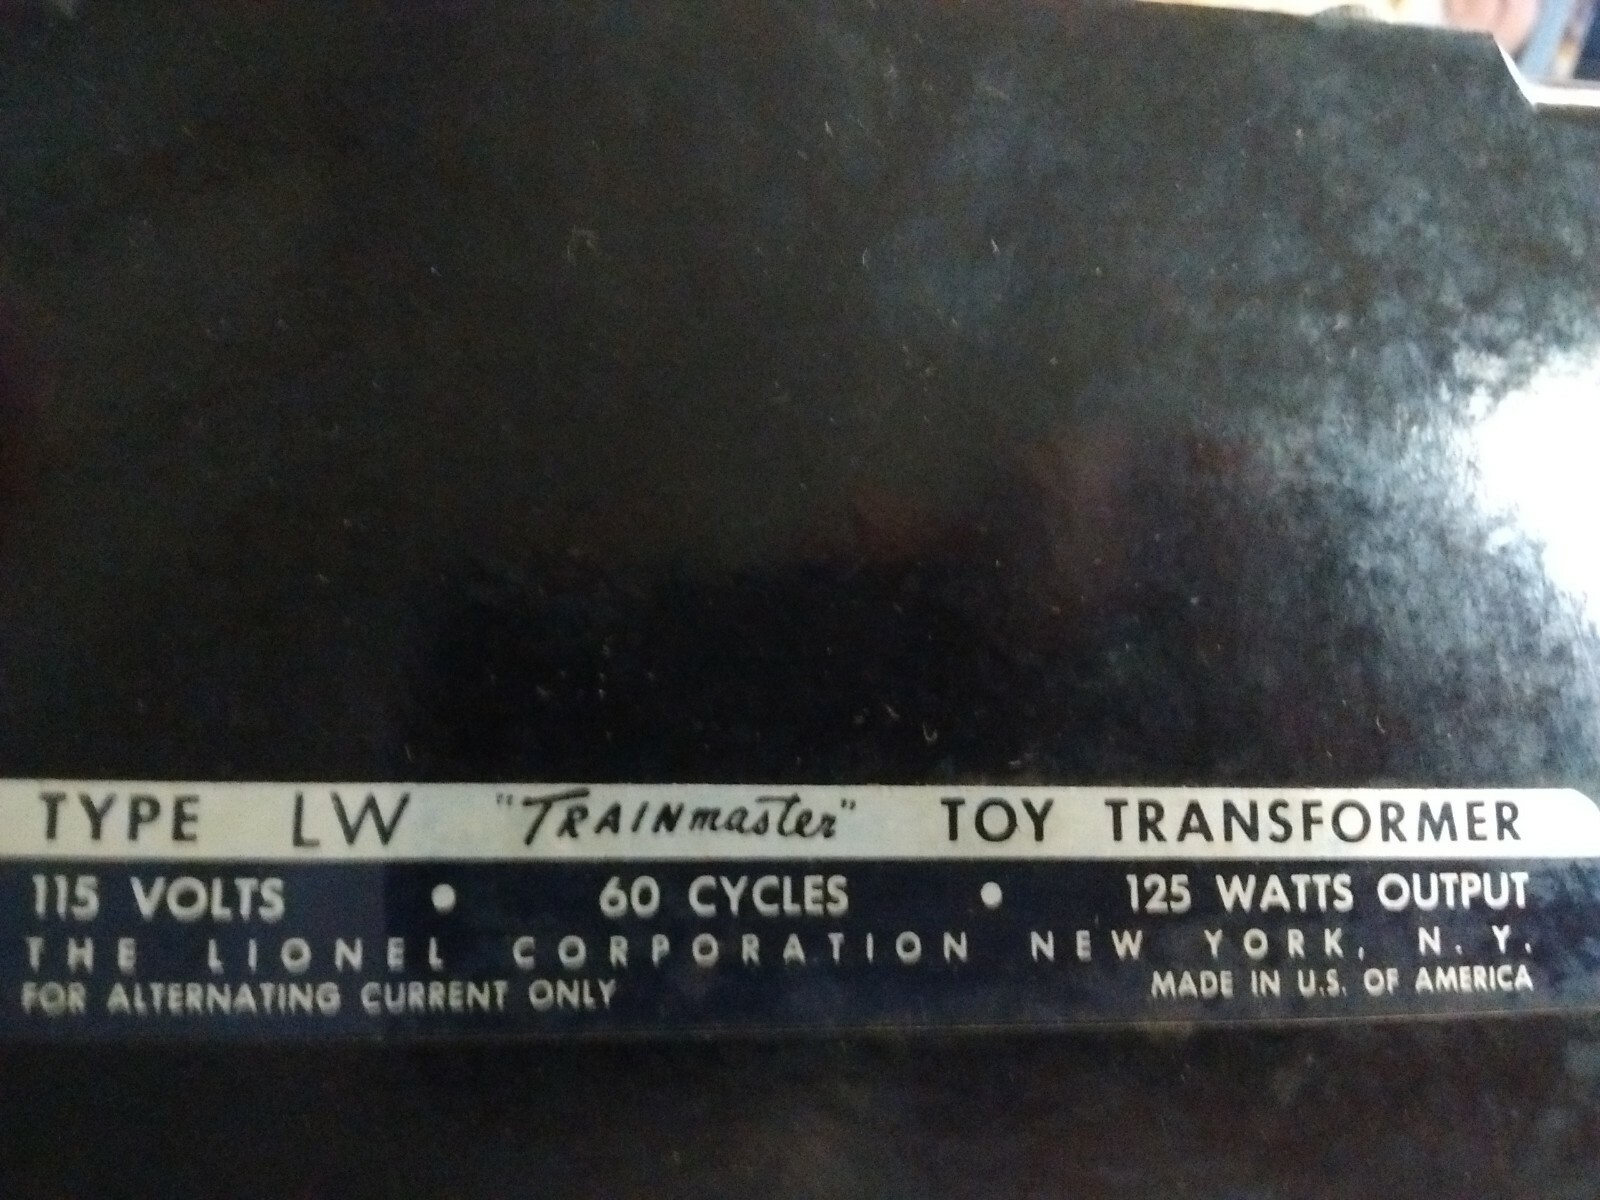 TYPE LW "TRAINmaster" TOY TRANSFORMER
115 VOLTS • 60 CYCLES • 125 WATTS OUTPUT
THE LIONEL CORPORATION NEW YORK, N.Y.
FOR ALTERNATING CURRENT ONLY MADE IN U.S. OF AMERICA